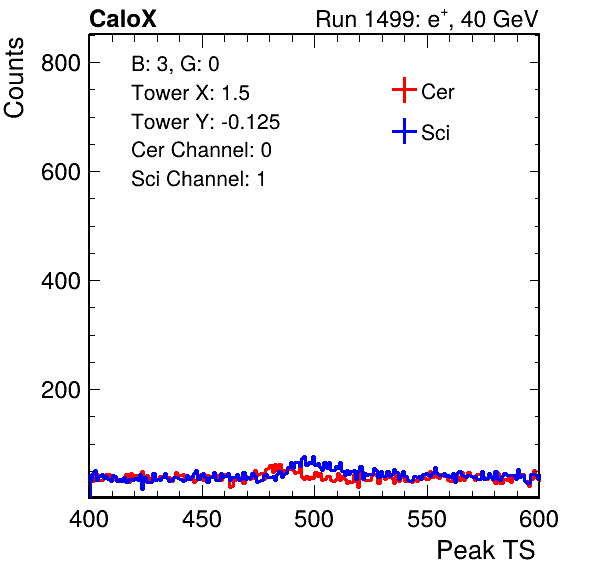 CaloX Run 1499: e⁺, 40 GeV
Counts
B: 3, G: 0
Tower X: 1.5
Tower Y: -0.125
Cer Channel: 0
Sci Channel: 1
Cer
Sci
800
600
400
200
400 450 500 550 600
Peak TS